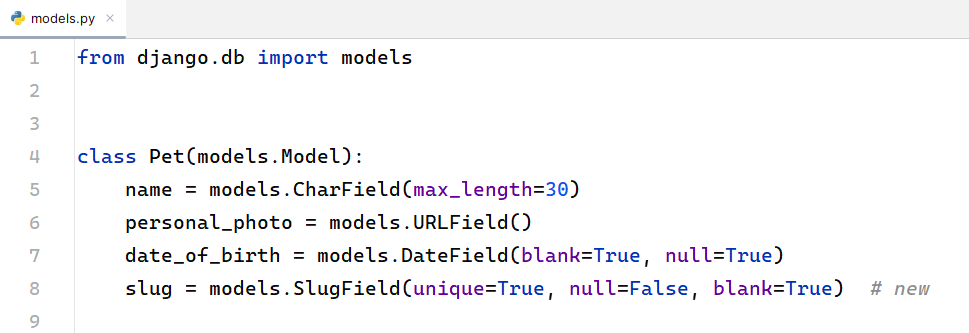 models.py ×
1 from django.db import models
2
3
4 class Pet(models.Model):
5     name = models.CharField(max_length=30)
6     personal_photo = models.URLField()
7     date_of_birth = models.DateField(blank=True, null=True)
8     slug = models.SlugField(unique=True, null=False, blank=True)  # new
9